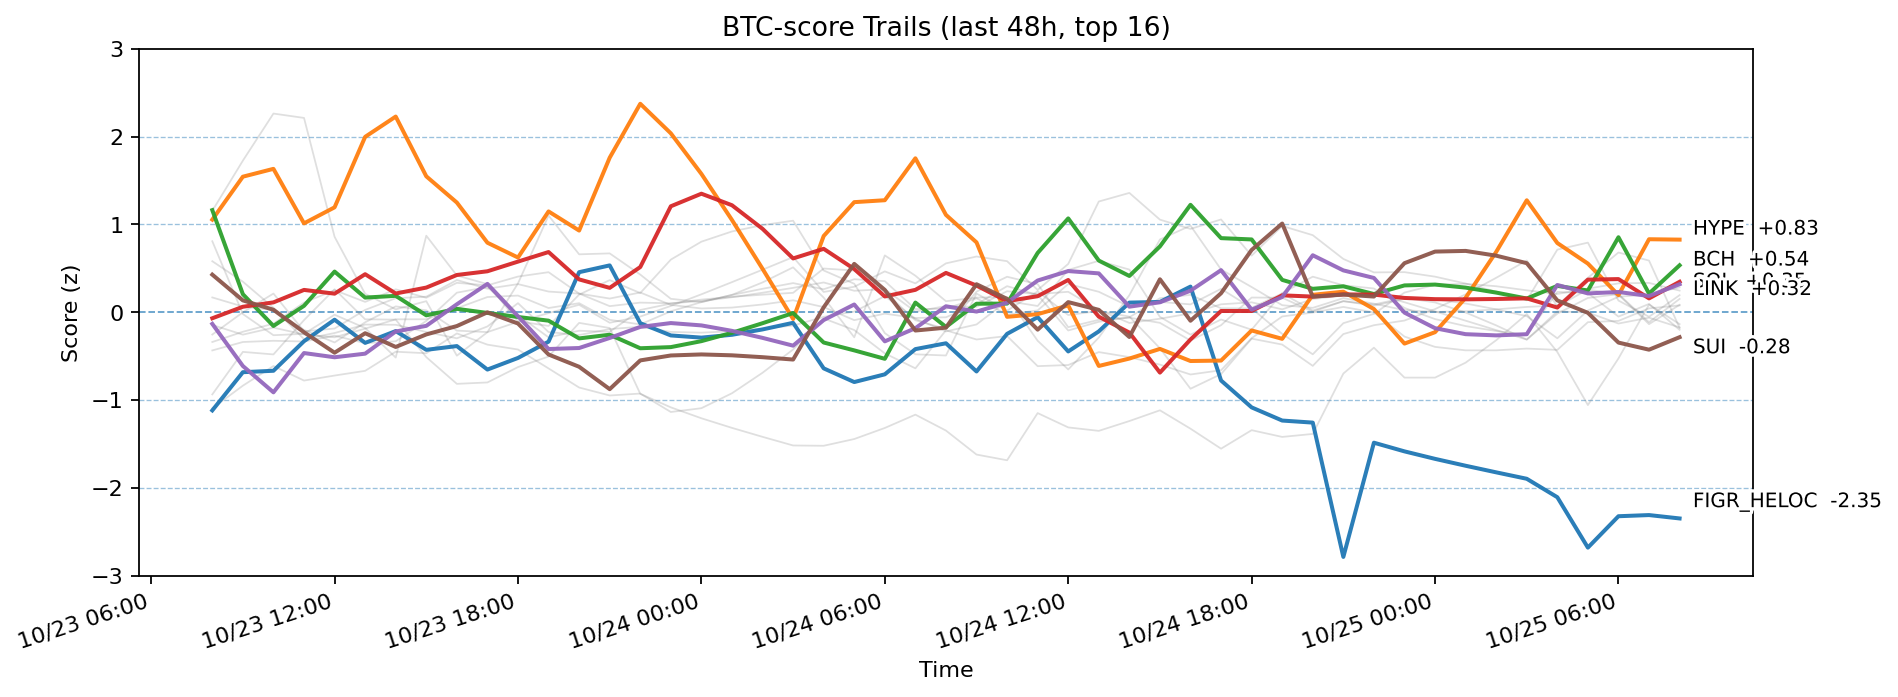 BTC-score Trails (last 48h, top 16)
Score (z)
3
2
1
0
−1
−2
−3
HYPE +0.83
BCH +0.54
LINK +0.32
SUI -0.28
FIGR_HELOC -2.35
10/23 06:00
10/23 12:00
10/23 18:00
10/24 00:00
10/24 06:00
10/24 12:00
10/24 18:00
10/25 00:00
10/25 06:00
Time